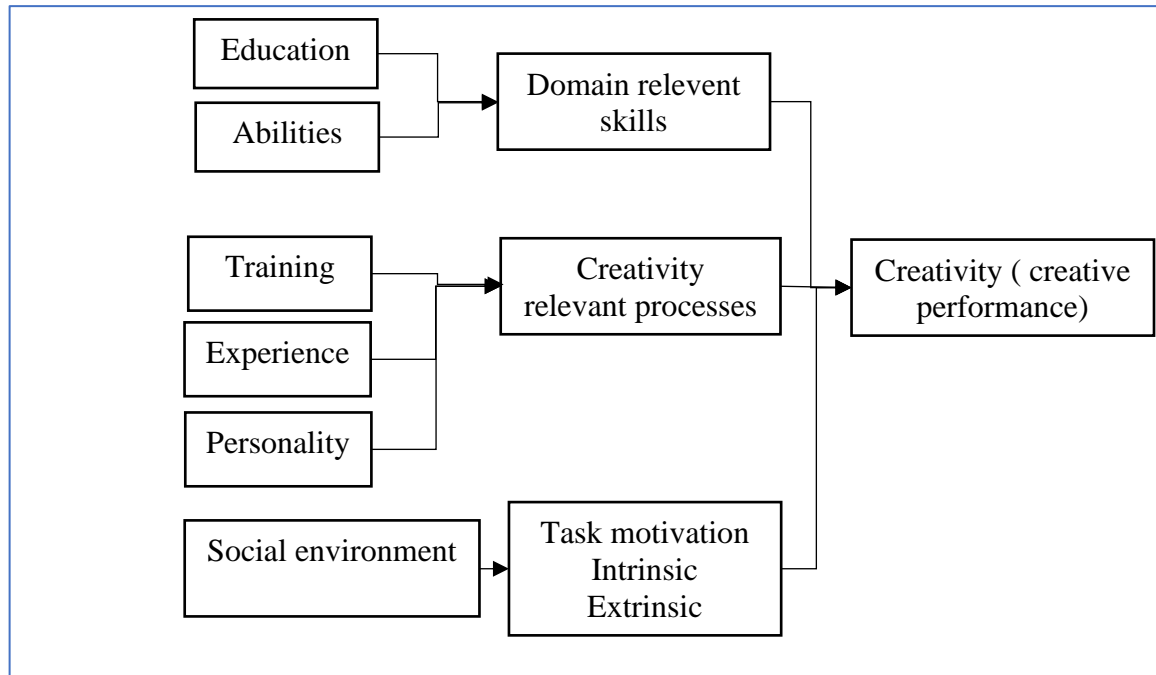 Education
Abilities
Domain relevent
skills
Training
Experience
Personality
Creativity
relevant processes
Creativity ( creative
performance)
Social environment
Task motivation
Intrinsic
Extrinsic